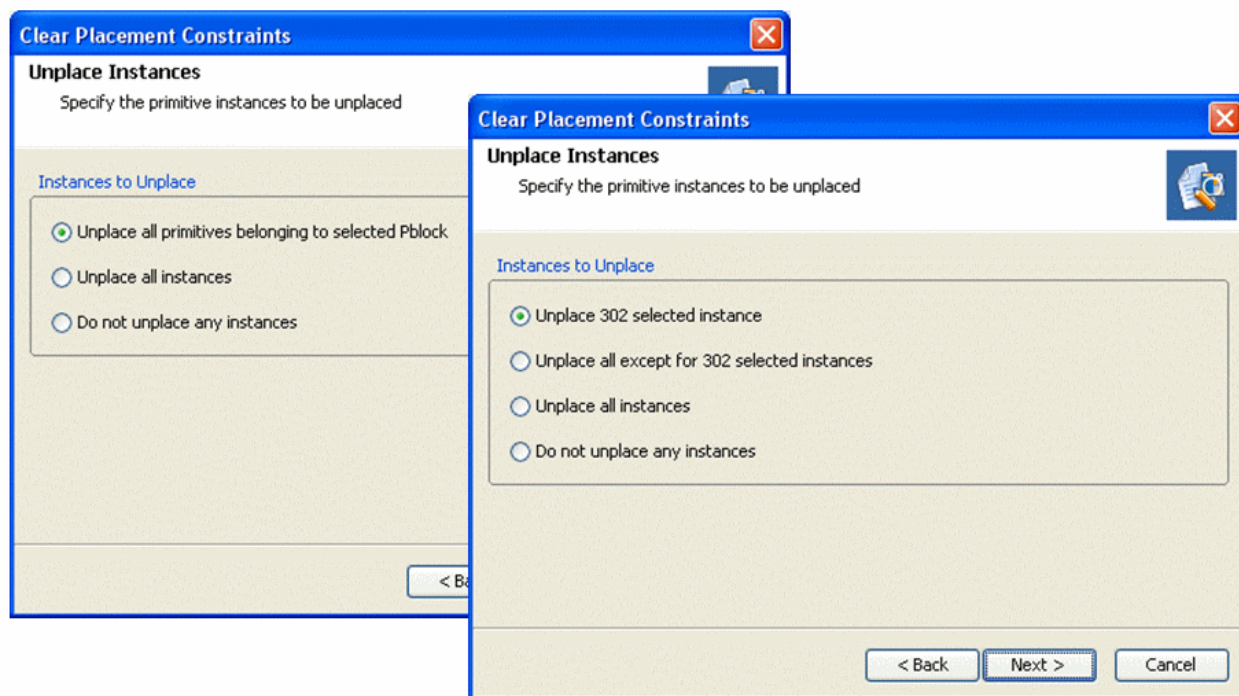 Clear Placement Constraints
Unplace Instances
Specify the primitive instances to be unplaced
Instances to Unplace
Unplace all primitives belonging to selected Pblock
Unplace all instances
Do not unplace any instances
Clear Placement Constraints
Unplace Instances
Specify the primitive instances to be unplaced
Instances to Unplace
Unplace 302 selected instance
Unplace all except for 302 selected instances
Unplace all instances
Do not unplace any instances
< Back
Next >
Cancel